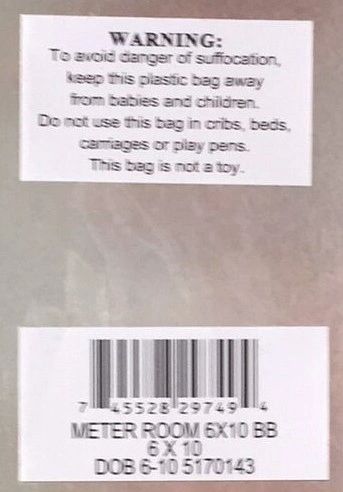 WARNING:
To avoid danger of suffocation,
keep this plastic bag away
from babies and children.
Do not use this bag in cribs, beds,
carriages or play pens.
This bag is not a toy.
7 45528 29749 4
METER ROOM 6X10 BB
6 X 10
DOB 6-10 5170143